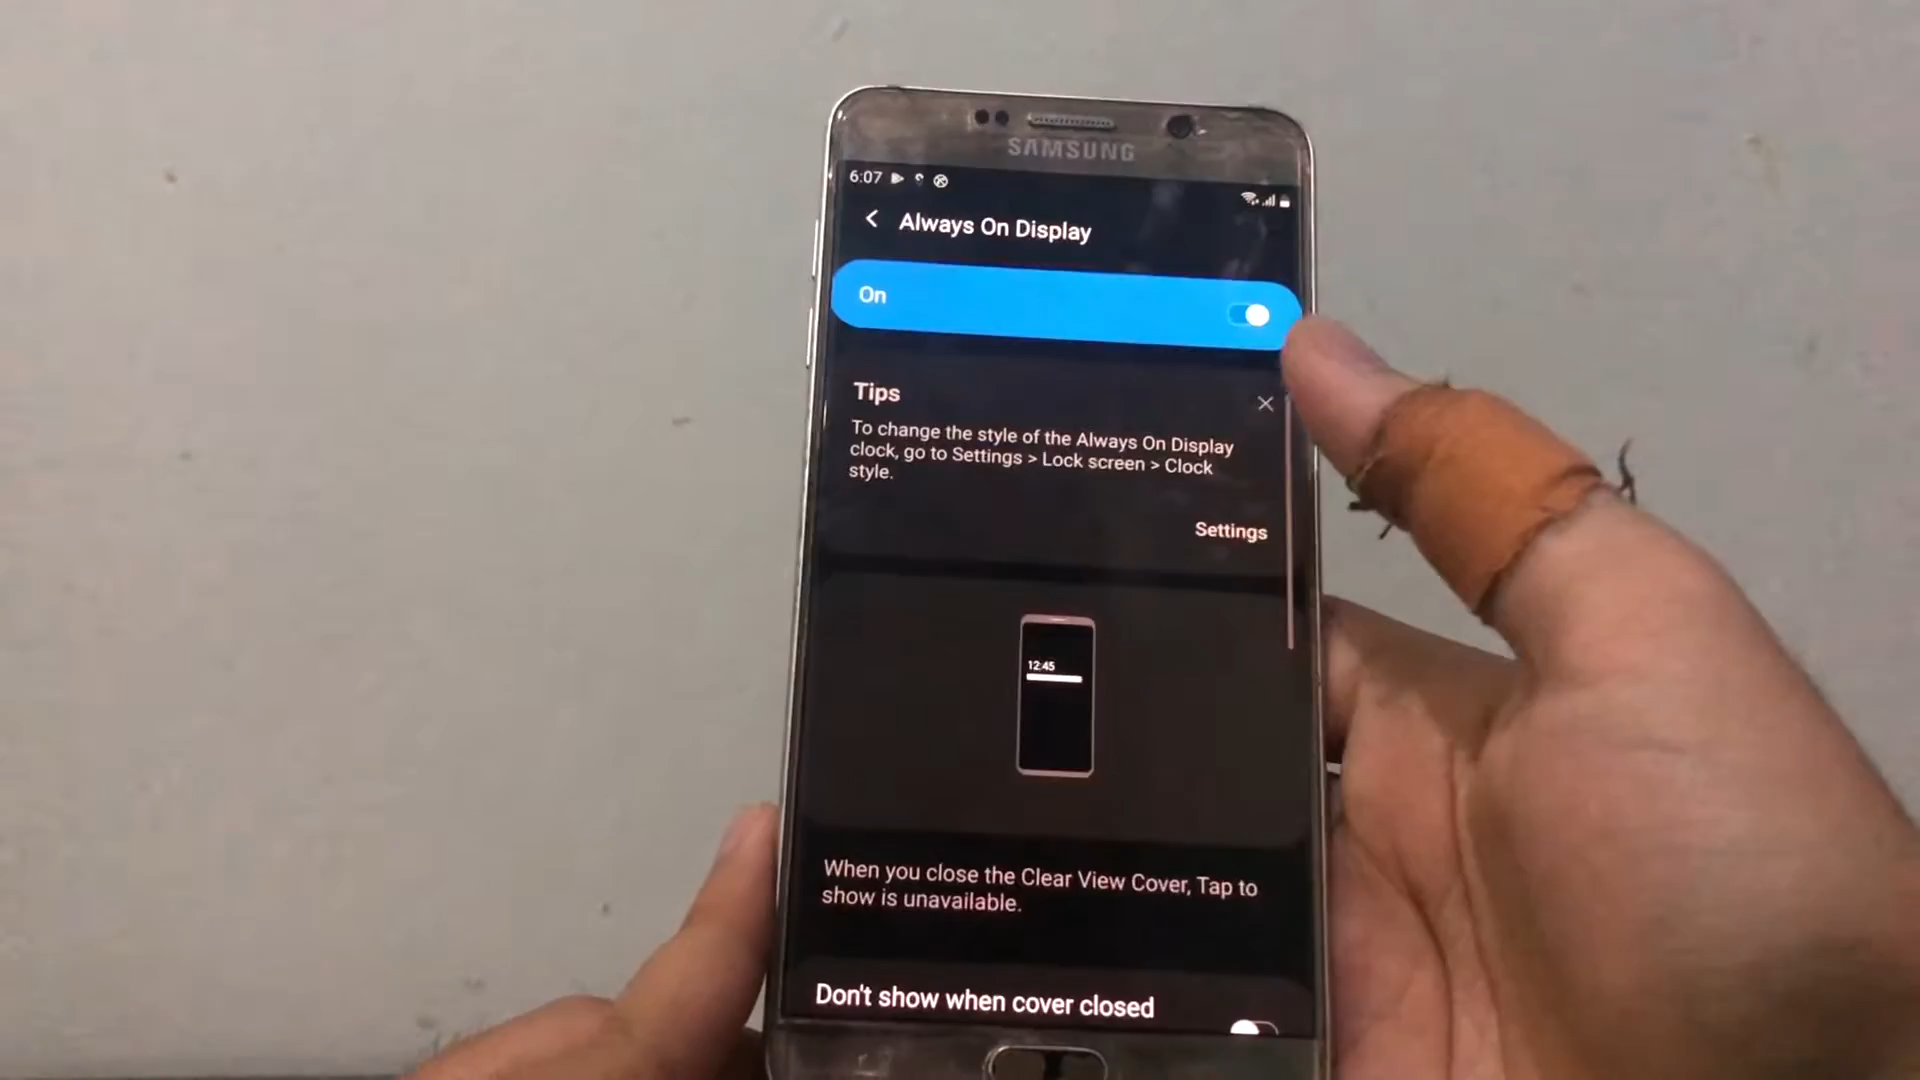 SAMSUNG
6:07
Always On Display
On
Tips
To change the style of the Always On Display
clock, go to Settings > Lock screen > Clock
style.
Settings
12:45
When you close the Clear View Cover, Tap to
show is unavailable.
Don't show when cover closed